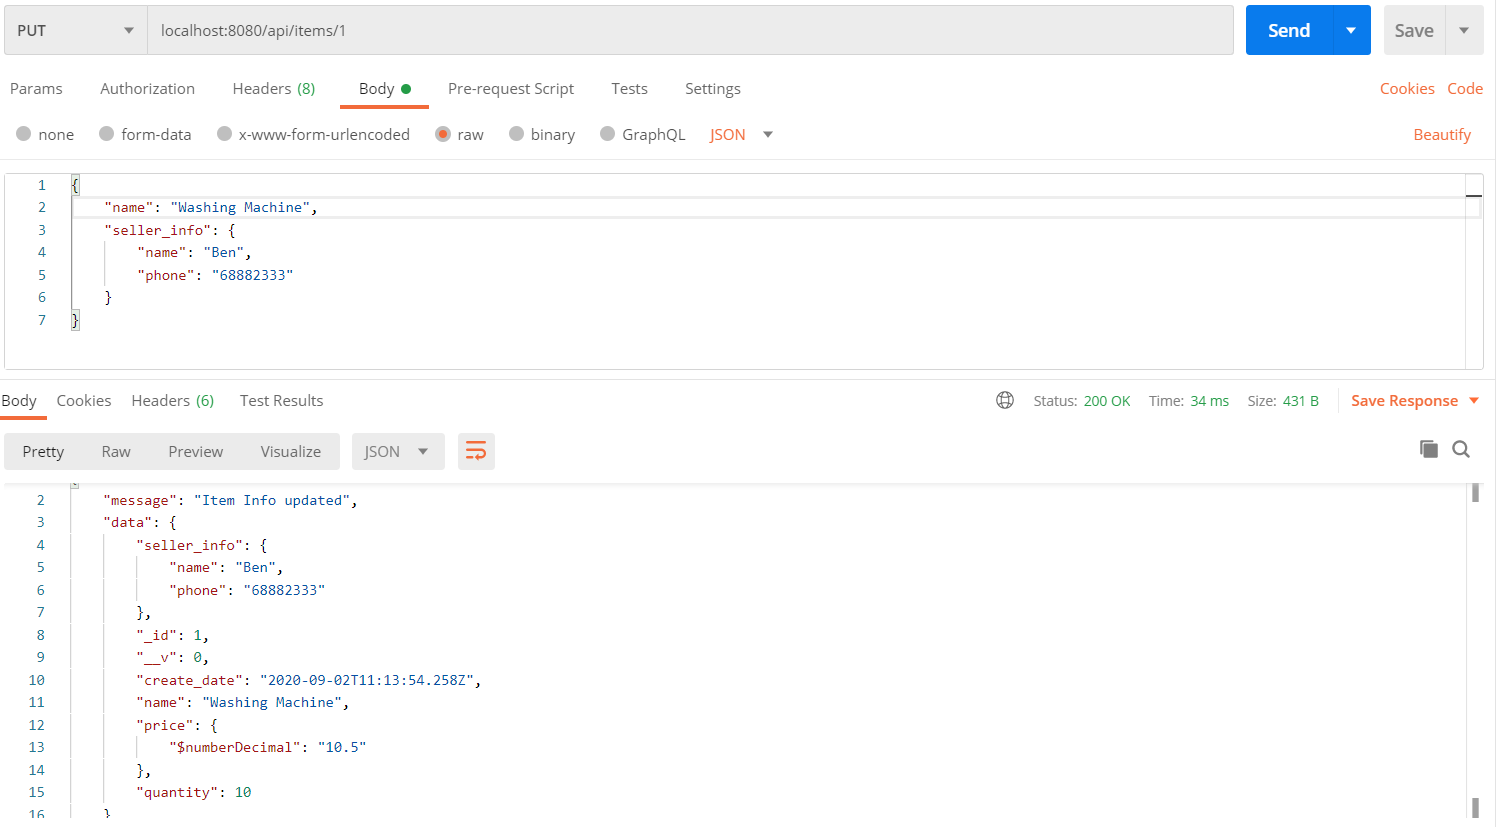 PUT localhost:8080/api/items/1 Send Save
Params Authorization Headers (8) Body Pre-request Script Tests Settings Cookies Code
none form-data x-www-form-urlencoded raw binary GraphQL JSON Beautify
1 {
2 "name": "Washing Machine",
3 "seller_info": {
4 "name": "Ben",
5 "phone": "68882333"
6 }
7 }
Body Cookies Headers (6) Test Results Status: 200 OK Time: 34 ms Size: 431 B Save Response
Pretty Raw Preview Visualize JSON
2 "message": "Item Info updated",
3 "data": {
4 "seller_info": {
5 "name": "Ben",
6 "phone": "68882333"
7 },
8 "_id": 1,
9 "__v": 0,
10 "create_date": "2020-09-02T11:13:54.258Z",
11 "name": "Washing Machine",
12 "price": {
13 "$numberDecimal": "10.5"
14 },
15 "quantity": 10
16 }